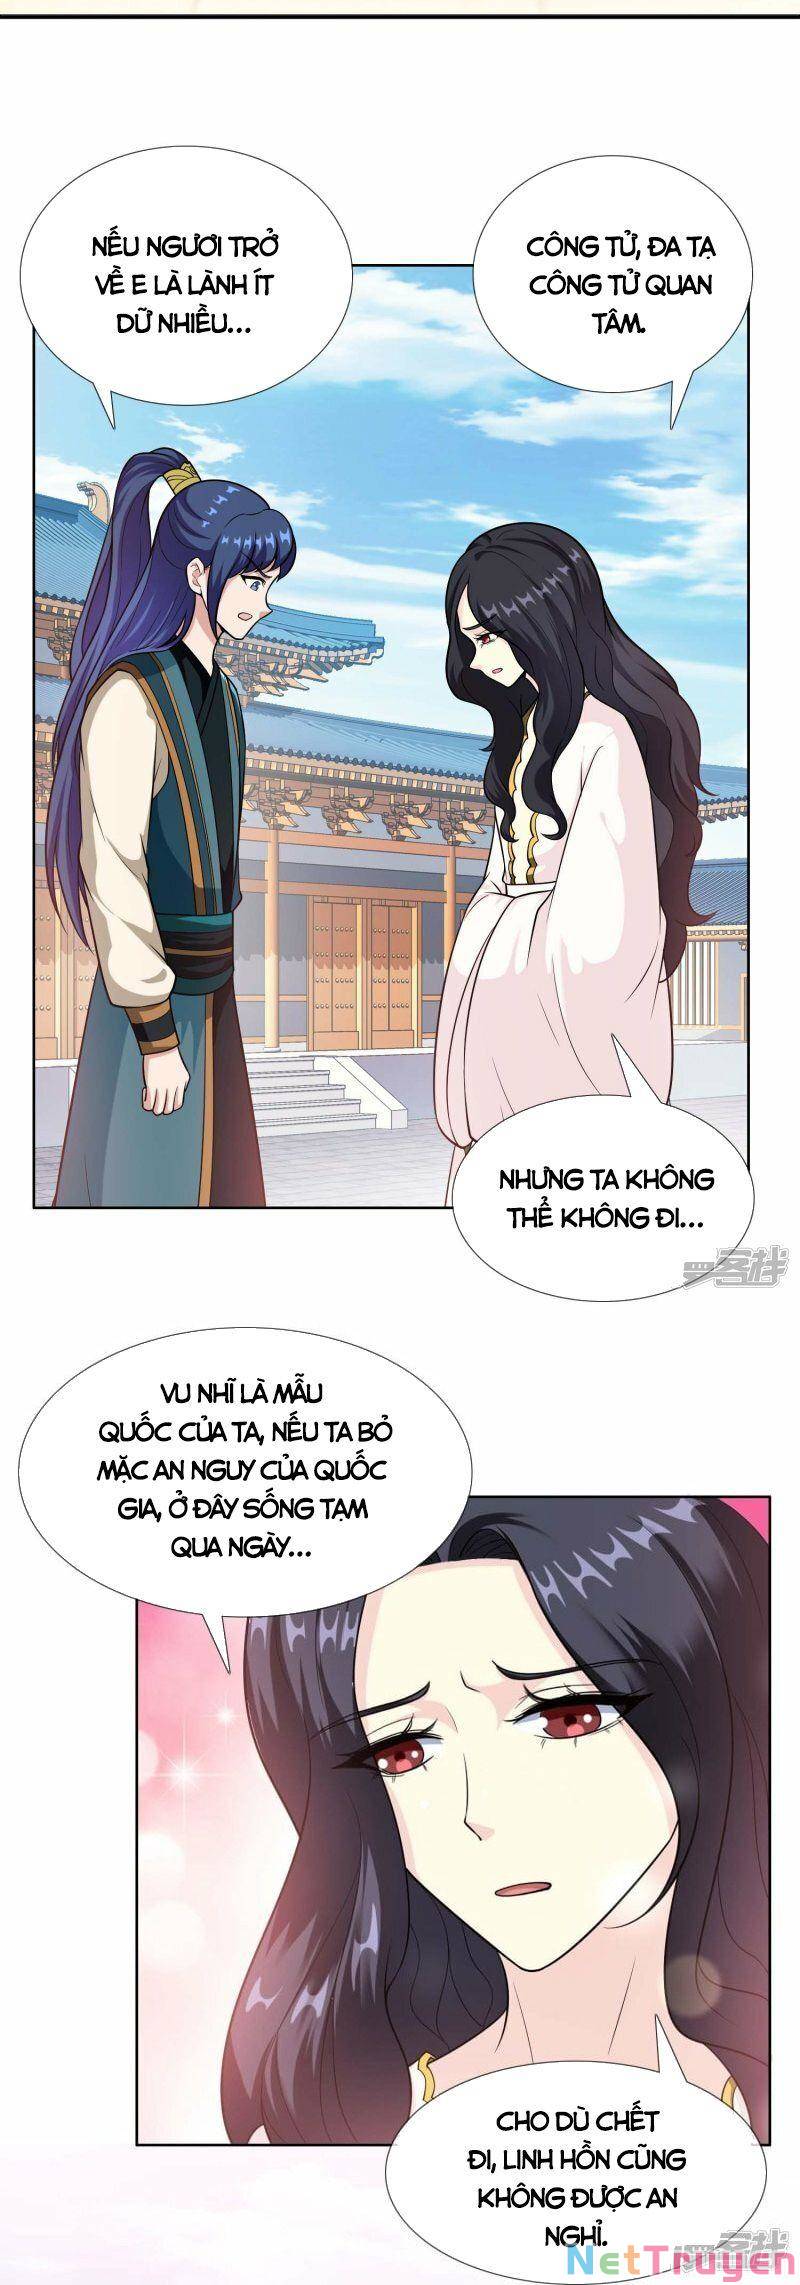 NẾU NGƯƠI TRỞ
VỀ E LÀ LÀNH ÍT
DỮ NHIỀU...
CÔNG TỬ, ĐA TẠ
CÔNG TỬ QUAN
TÂM.
NHƯNG TA KHÔNG
THỂ KHÔNG ĐI...
VU NHĨ LÀ MẪU
QUỐC CỦA TA, NẾU TA BỎ
MẶC AN NGUY CỦA QUỐC
GIA, Ở ĐÂY SỐNG TẠM
QUA NGÀY...
CHO DÙ CHẾT
ĐI, LINH HỒN CŨNG
KHÔNG ĐƯỢC AN
NGHỈ.
NetTruyen